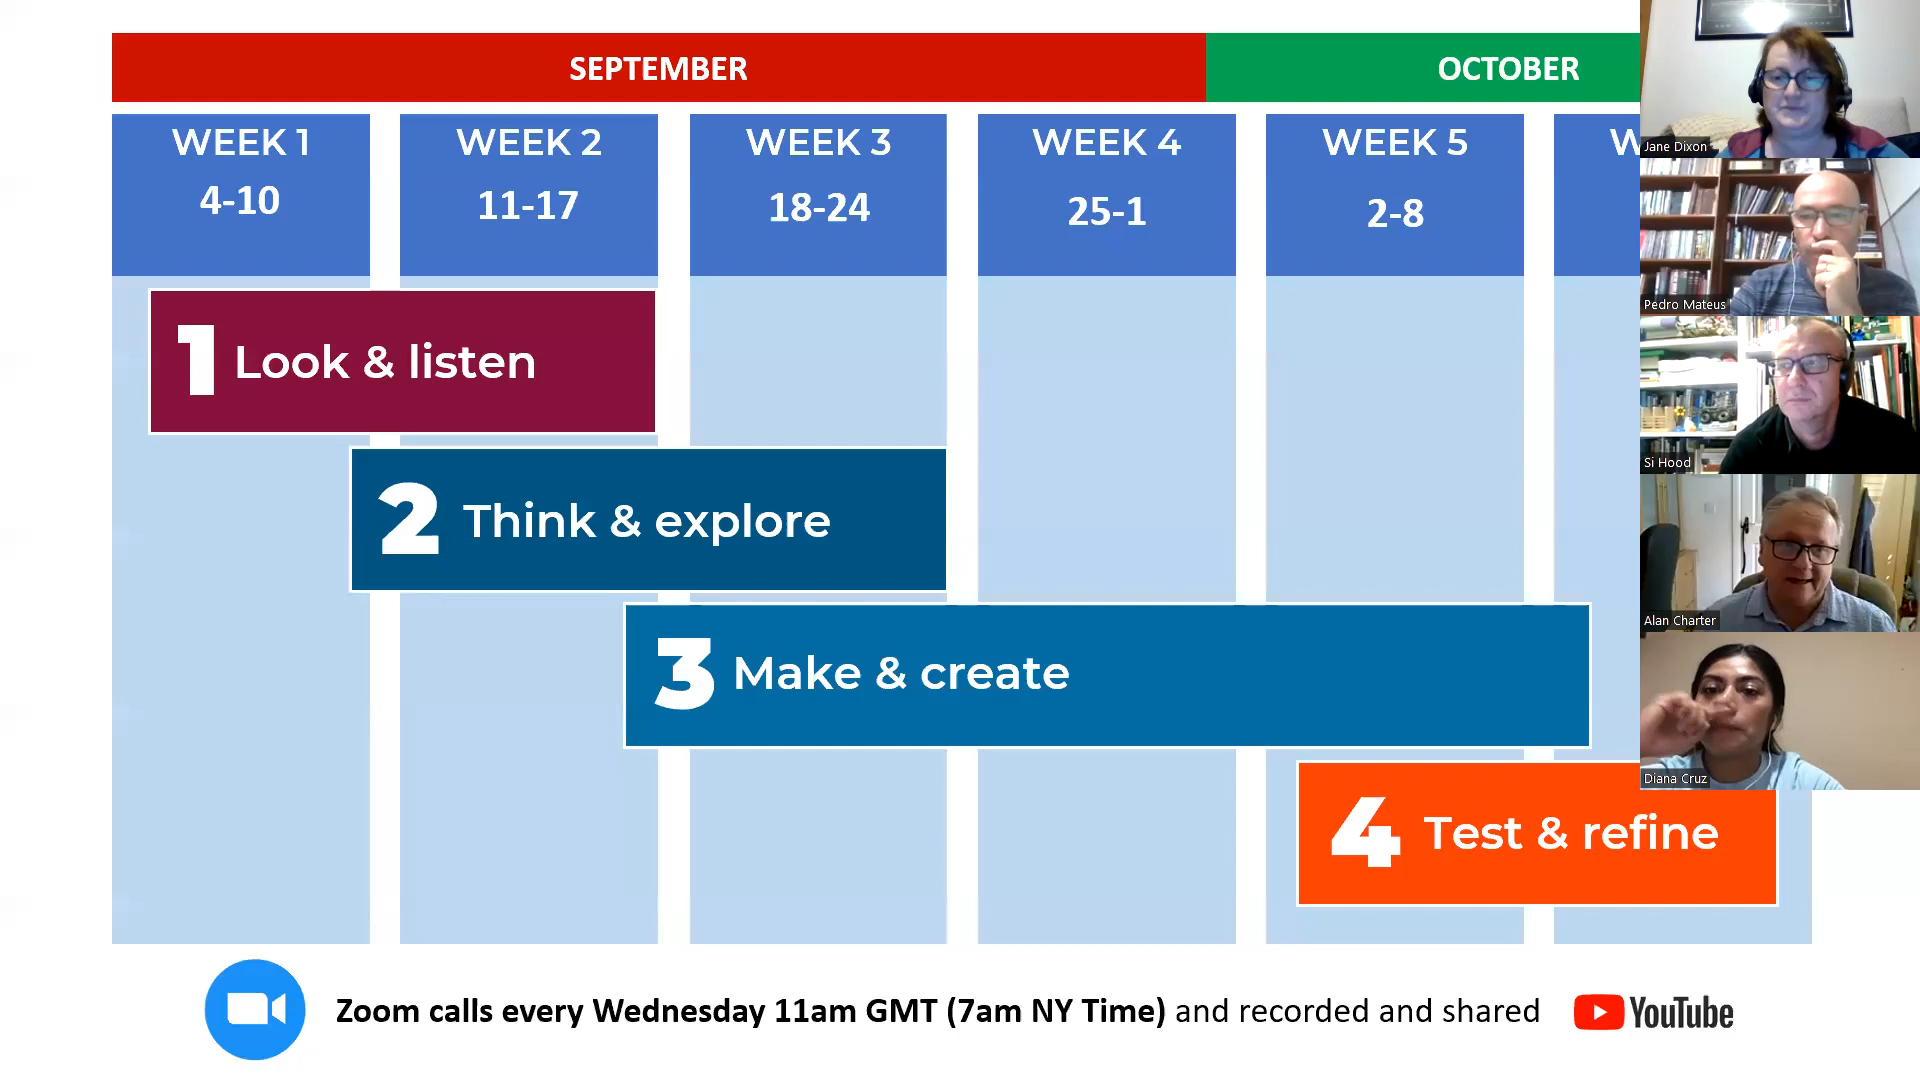 SEPTEMBER
OCTOBER
WEEK 1
4-10
WEEK 2
11-17
WEEK 3
18-24
WEEK 4
25-1
WEEK 5
2-8
W
1 Look & listen
2 Think & explore
3 Make & create
4 Test & refine
Zoom calls every Wednesday 11am GMT (7am NY Time) and recorded and shared
YouTube
Jane Dixon
Pedro Mateus
Si Hood
Alan Charter
Diana Cruz